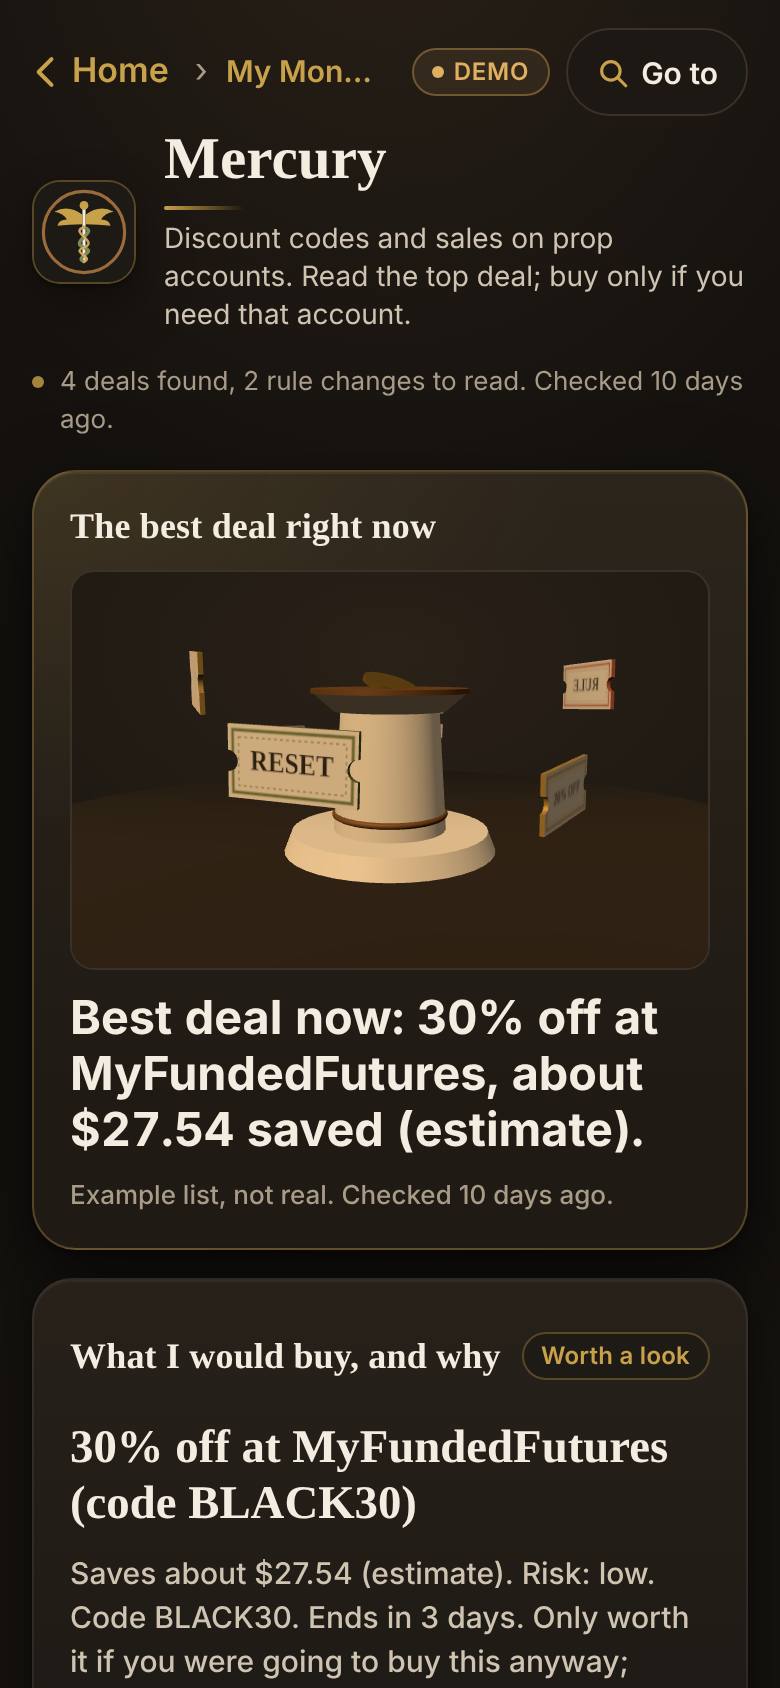 Home › My Mon... DEMO Go to
Mercury
Discount codes and sales on prop
accounts. Read the top deal; buy only if you
need that account.
4 deals found, 2 rule changes to read. Checked 10 days
ago.
The best deal right now
RULE
RESET
Best deal now: 30% off at
MyFundedFutures, about
$27.54 saved (estimate).
Example list, not real. Checked 10 days ago.
What I would buy, and why Worth a look
30% off at MyFundedFutures
(code BLACK30)
Saves about $27.54 (estimate). Risk: low.
Code BLACK30. Ends in 3 days. Only worth
it if you were going to buy this anyway;